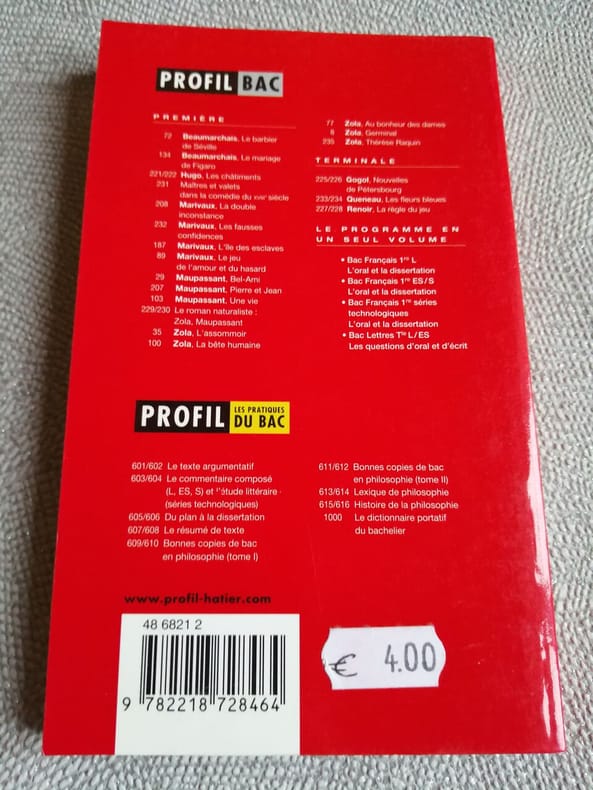 PROFIL BAC
PREMIÈRE
72 Beaumarchais, Le barbier
de Séville
134 Beaumarchais, Le mariage
de Figaro
221/222 Hugo, Les châtiments
231 Maîtres et valets
dans la comédie du XVIIIe siècle
208 Marivaux, La double
inconstance
232 Marivaux, Les fausses
confidences
187 Marivaux, L'île des esclaves
89 Marivaux, Le jeu
de l'amour et du hasard
29 Maupassant, Bel-Ami
207 Maupassant, Pierre et Jean
103 Maupassant, Une vie
229/230 Le roman naturaliste :
Zola, Maupassant
35 Zola, L'assommoir
100 Zola, La bête humaine
77 Zola, Au bonheur des dames
8 Zola, Germinal
235 Zola, Thérèse Raquin
TERMINALE
225/226 Gogol, Nouvelles
de Pétersbourg
233/234 Queneau, Les fleurs bleues
227/228 Renoir, La règle du jeu
LE PROGRAMME EN
UN SEUL VOLUME
• Bac Français 1re L
L'oral et la dissertation
• Bac Français 1re ES/S
L'oral et la dissertation
• Bac Français 1re séries
technologiques
L'oral et la dissertation
• Bac Lettres Tle L/ES
Les questions d'oral et d'écrit
PROFIL LES PRATIQUES
DU BAC
601/602 Le texte argumentatif
603/604 Le commentaire composé
(L, ES, S) et l'étude littéraire
(séries technologiques)
605/606 Du plan à la dissertation
607/608 Le résumé de texte
609/610 Bonnes copies de bac
en philosophie (tome I)
611/612 Bonnes copies de bac
en philosophie (tome II)
613/614 Lexique de philosophie
615/616 Histoire de la philosophie
1000 Le dictionnaire portatif
du bachelier
www.profil-hatier.com
48 6821 2
9 782218 728464
€ 4.00